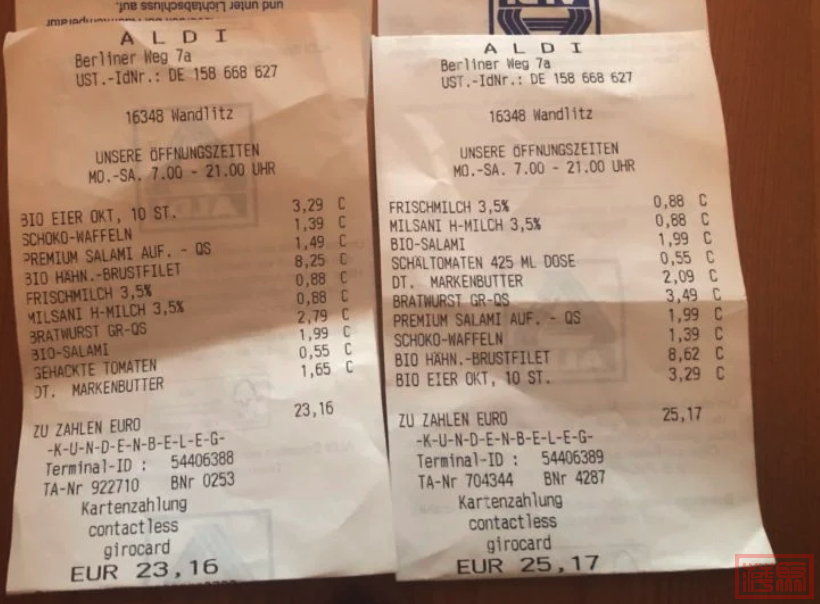 und unter Lichtabschluss auf.
ALDI
Berliner Weg 7a
UST.-IdNr.: DE 158 668 627
16348 Wandlitz
UNSERE ÖFFNUNGSZEITEN
MO.-SA. 7.00 - 21.00 UHR
BIO EIER OKT, 10 ST. 3,29 C
SCHOKO-WAFFELN 1,39 C
PREMIUM SALAMI AUF. - QS 1,49 C
BIO HÄHN.-BRUSTFILET 8,25 C
FRISCHMILCH 3,5% 0,88 C
MILSANI H-MILCH 3,5% 0,88 C
BRATWURST GR-QS 2,79 C
BIO-SALAMI 1,99 C
GEHACKTE TOMATEN 0,55 C
DT. MARKENBUTTER 1,65 C
ZU ZAHLEN EURO 23,16
-K-U-N-D-E-N-B-E-L-E-G-
Terminal-ID : 54406388
TA-Nr 922710 BNr 0253
Kartenzahlung
contactless
girocard
EUR 23,16
ALDI
ALDI
Berliner Weg 7a
UST.-IdNr.: DE 158 668 627
16348 Wandlitz
UNSERE ÖFFNUNGSZEITEN
MO.-SA. 7.00 - 21.00 UHR
FRISCHMILCH 3,5% 0,88 C
MILSANI H-MILCH 3,5% 0,88 C
BIO-SALAMI 1,99 C
SCHÄLTOMATEN 425 ML DOSE 0,55 C
DT. MARKENBUTTER 2,09 C
BRATWURST GR-QS 3,49 C
PREMIUM SALAMI AUF. - QS 1,99 C
SCHOKO-WAFFELN 1,39 C
BIO HÄHN.-BRUSTFILET 8,62 C
BIO EIER OKT, 10 ST. 3,29 C
ZU ZAHLEN EURO 25,17
-K-U-N-D-E-N-B-E-L-E-G-
Terminal-ID : 54406389
TA-Nr 704344 BNr 4287
Kartenzahlung
contactless
girocard
EUR 25,17